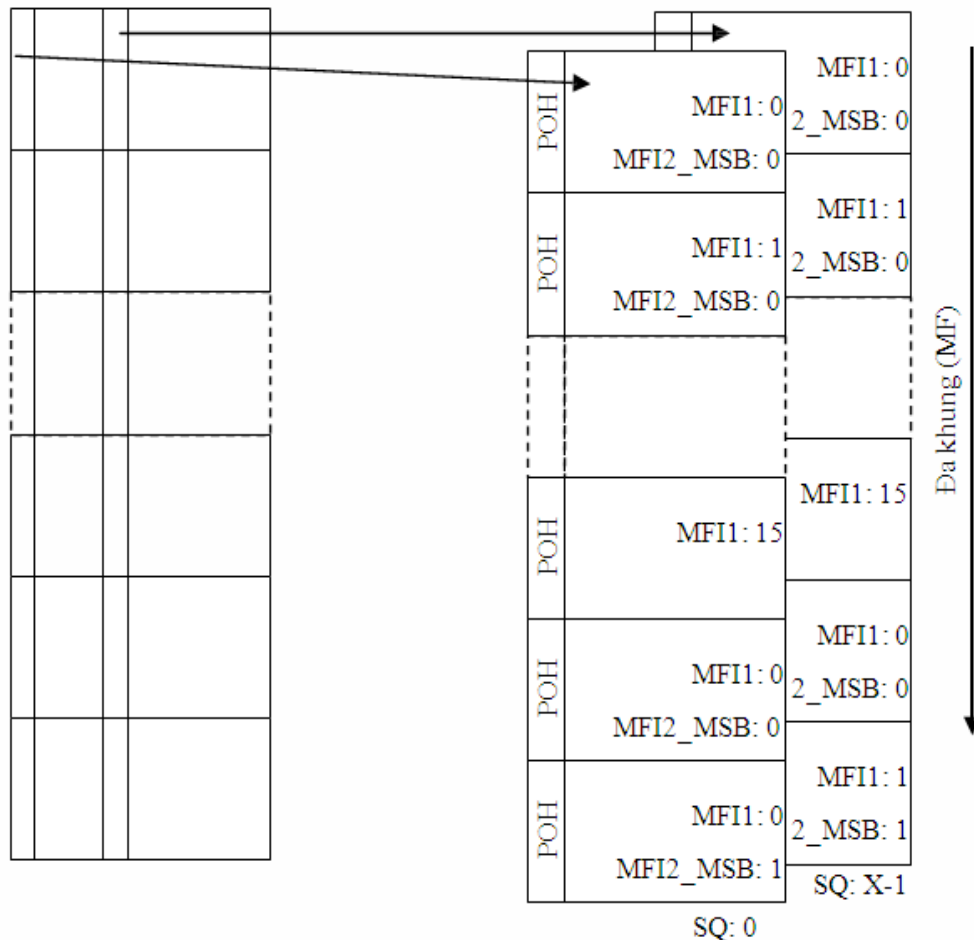 POH
MFI1: 0
MFI2_MSB: 0
POH
MFI1: 1
MFI2_MSB: 0
POH
MFI1: 15
POH
MFI1: 0
MFI2_MSB: 0
POH
MFI1: 0
MFI2_MSB: 1
SQ: 0
MFI1: 0
2_MSB: 0
MFI1: 1
2_MSB: 0
MFI1: 15
MFI1: 0
2_MSB: 0
MFI1: 1
2_MSB: 1
SQ: X-1
Đa khung (MF)